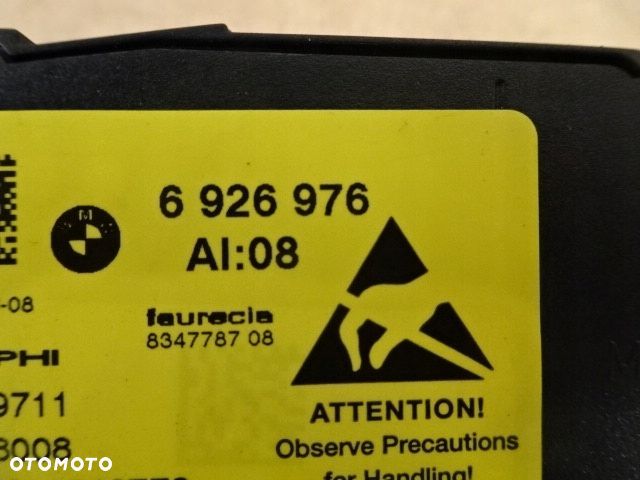 6 926 976
AI:08
-08
faurecia
8347787 08
PHI
9711
8008
ATTENTION!
Observe Precautions
for Handling!
OTOMOTO